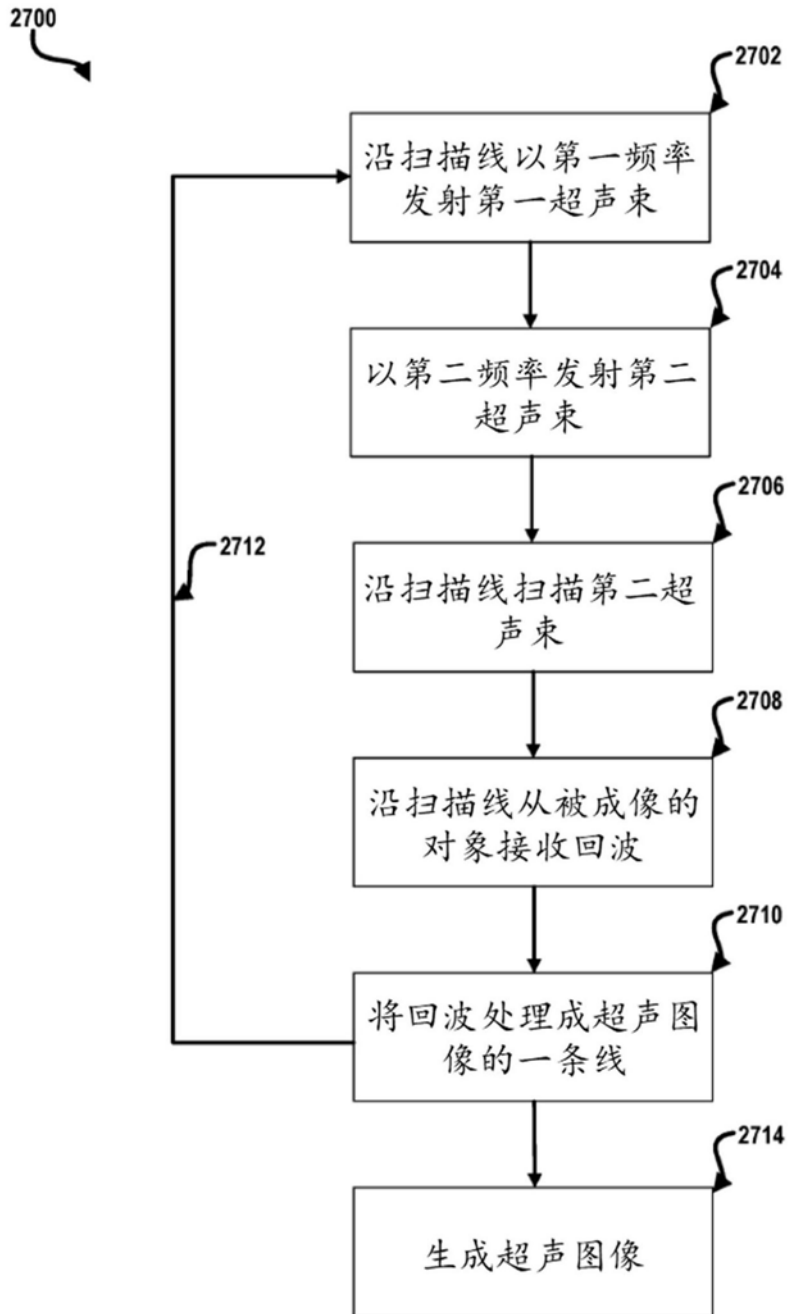 2700
2702
沿扫描线以第一频率
发射第一超声束
2704
以第二频率发射第二
超声束
2706
沿扫描线扫描第二超
声束
2712
2708
沿扫描线从被成像的
对象接收回波
2710
将回波处理成超声图
像的一条线
2714
生成超声图像